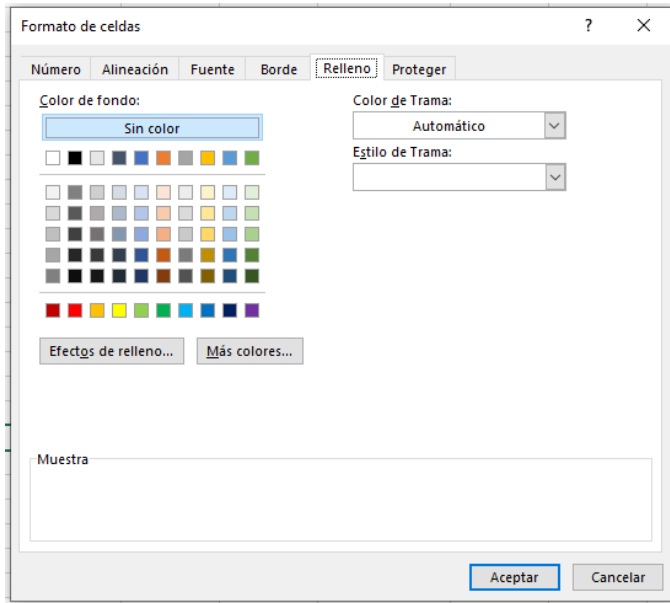 Formato de celdas ?
Número Alineación Fuente Borde Relleno Proteger
Color de fondo:
Sin color
Color de Trama:
Automático
Estilo de Trama:
Efectos de relleno... Más colores...
Muestra
Aceptar Cancelar